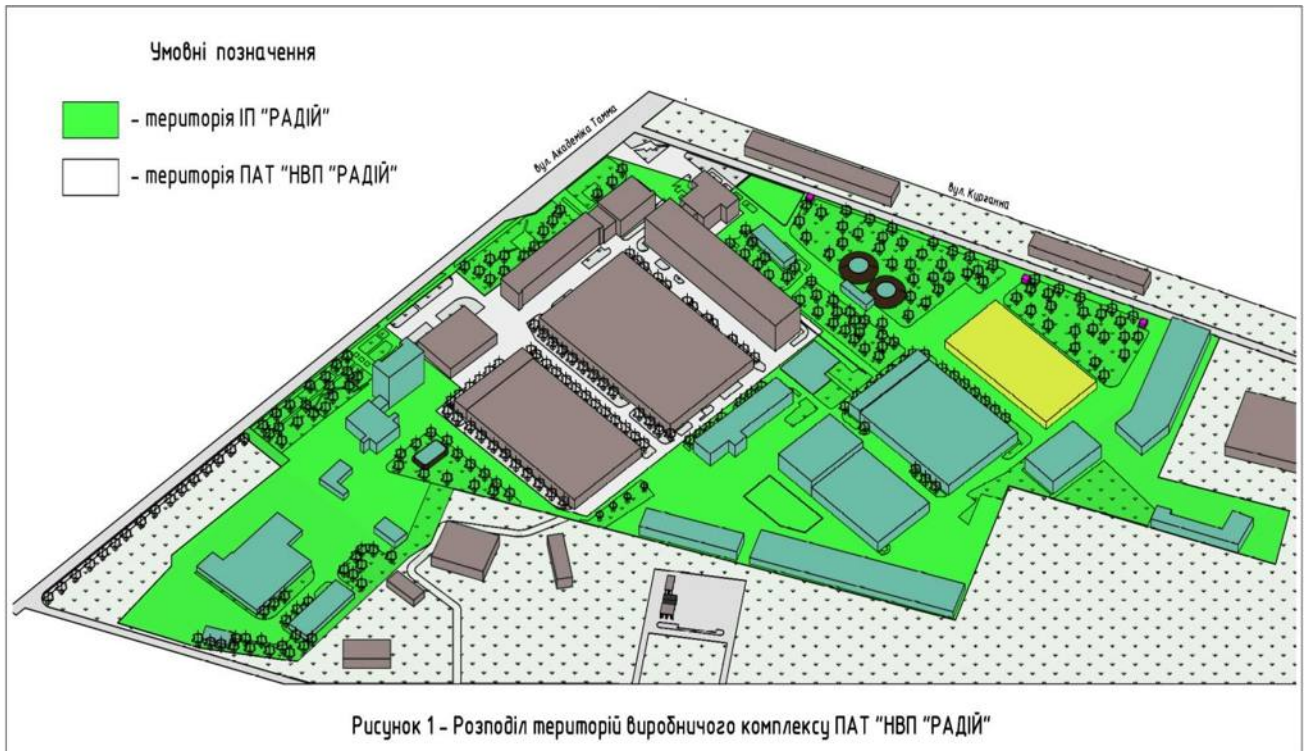 Умовні позначення
- територія ІП "РАДІЙ"
- територія ПАТ "НВП "РАДІЙ"
вул. Академіка Тамма
вул. Курганна
Рисунок 1 - Розподіл територій виробничого комплексу ПАТ "НВП "РАДІЙ"